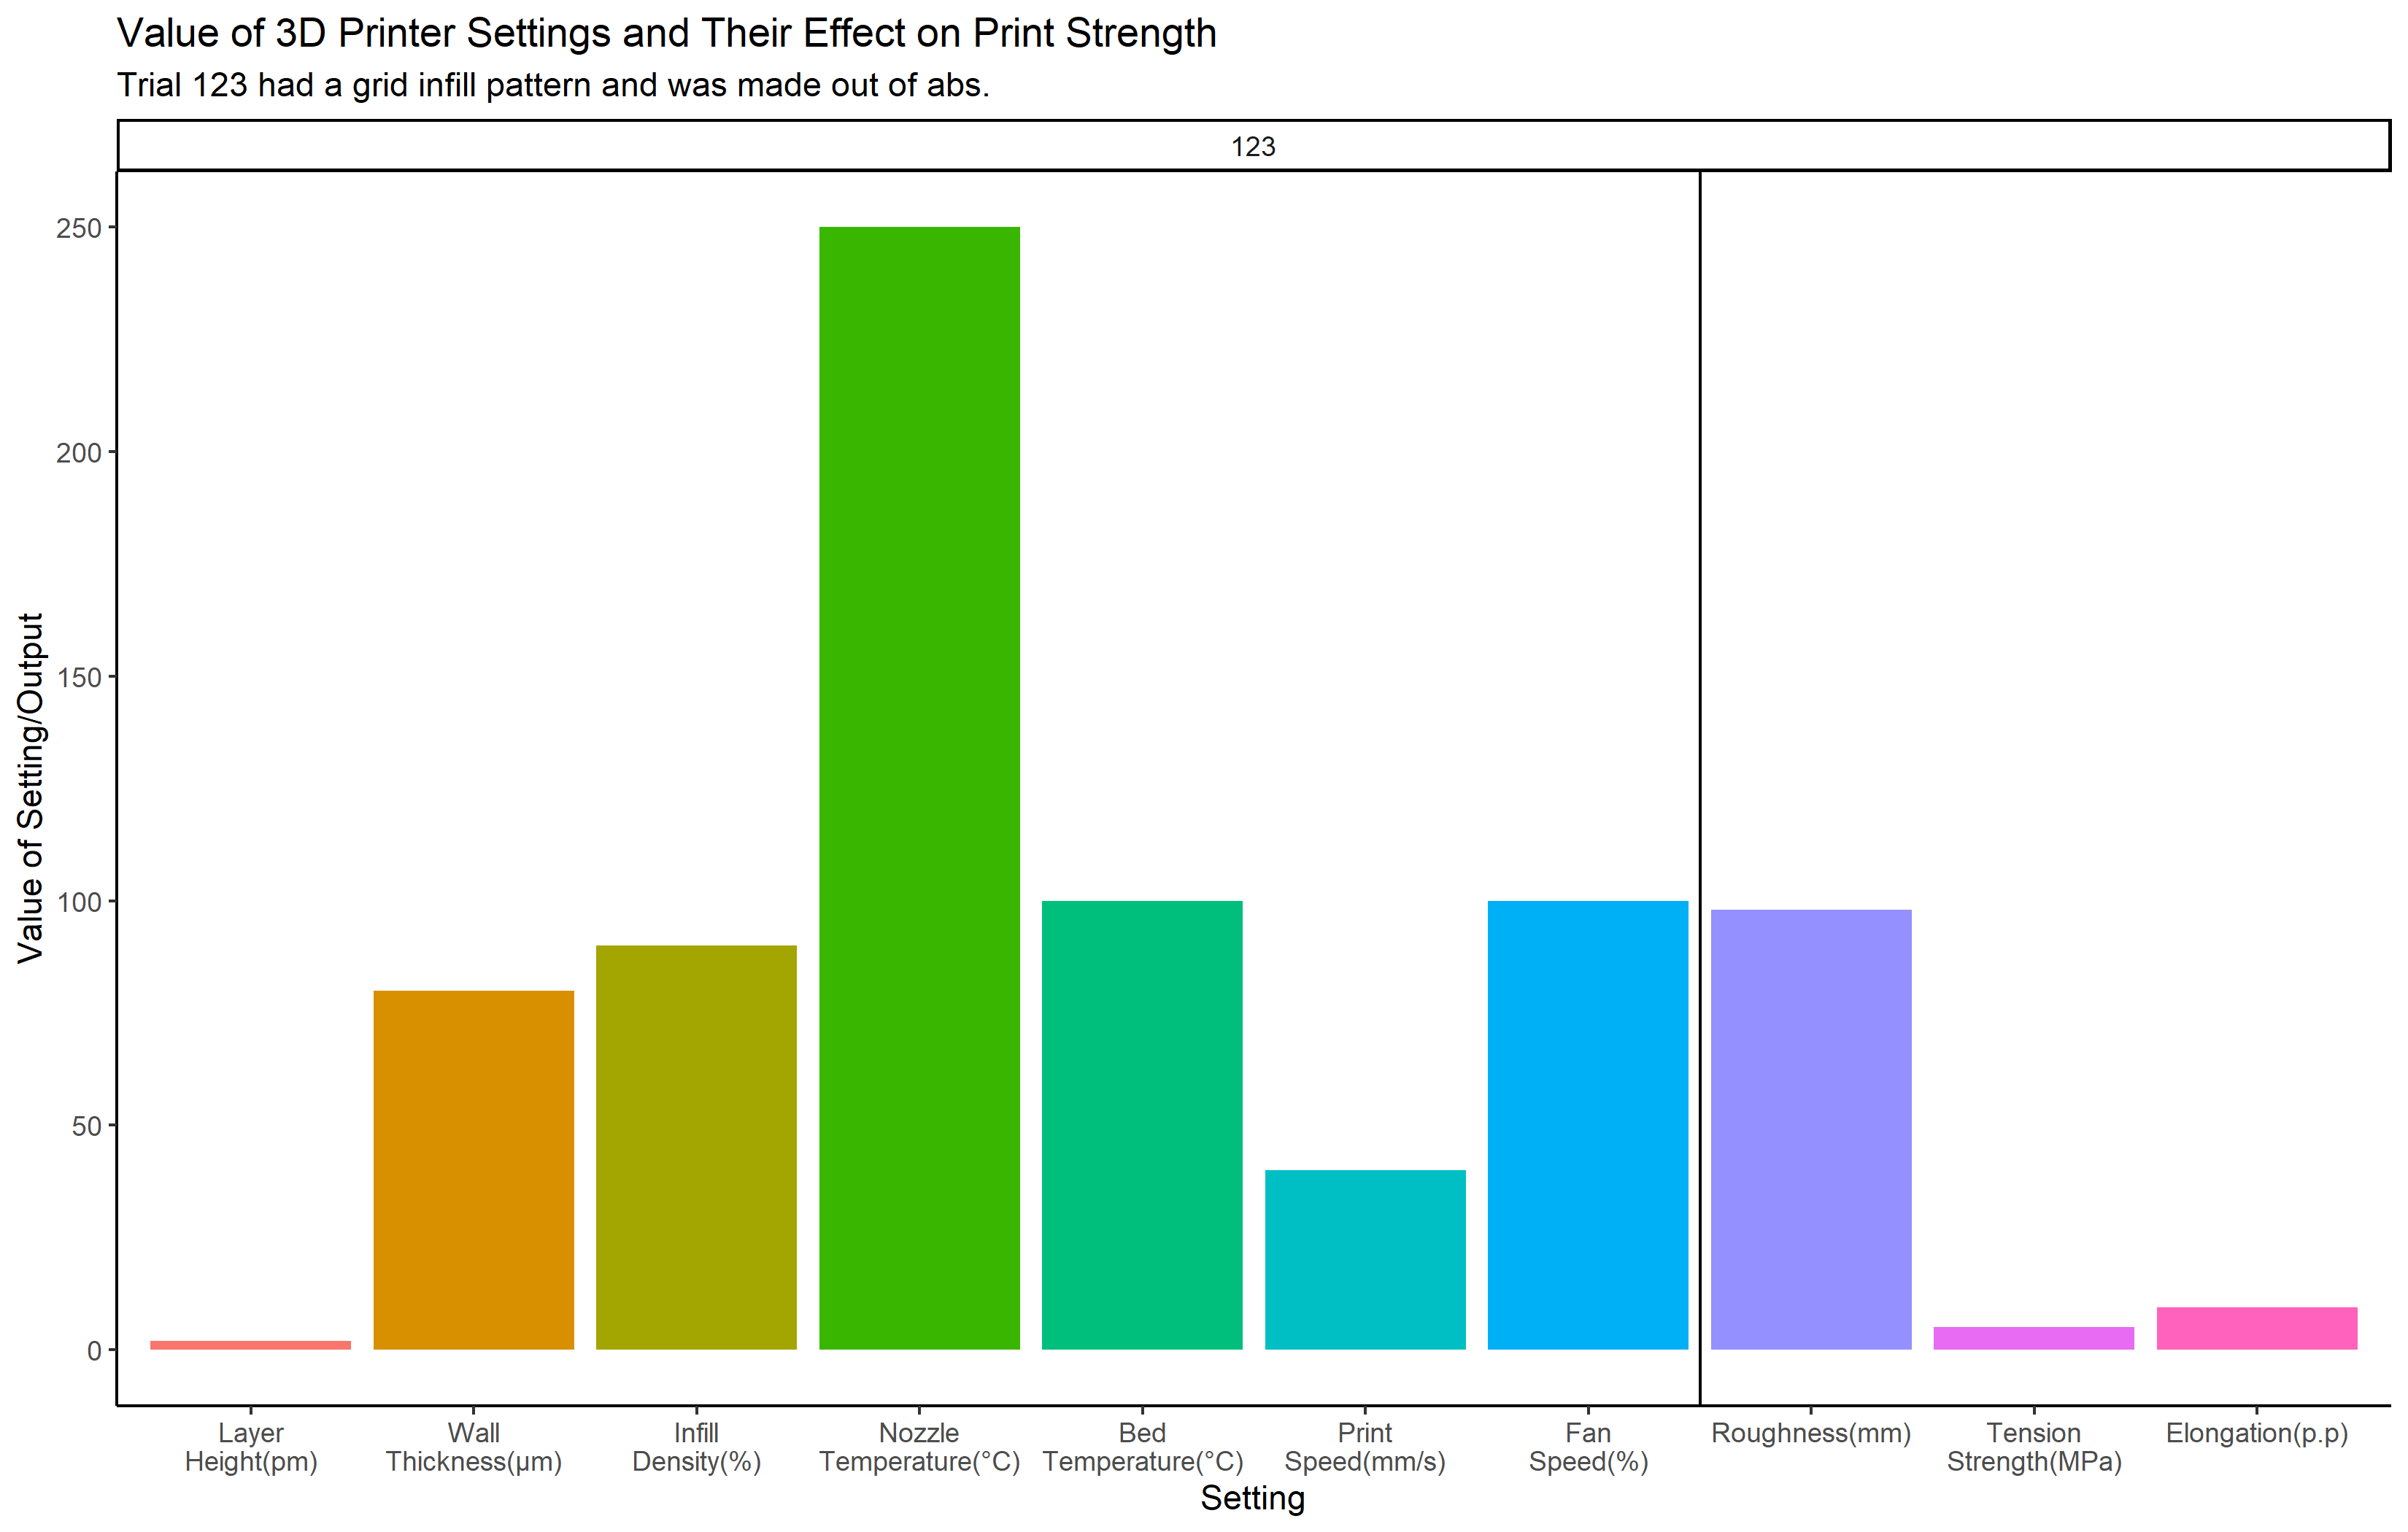 Value of 3D Printer Settings and Their Effect on Print Strength
Trial 123 had a grid infill pattern and was made out of abs.
123
Value of Setting/Output
250
200
150
100
50
0
Layer
Height(pm)
Wall
Thickness(µm)
Infill
Density(%)
Nozzle
Temperature(°C)
Bed
Temperature(°C)
Print
Speed(mm/s)
Fan
Speed(%)
Roughness(mm)
Tension
Strength(MPa)
Elongation(p.p)
Setting